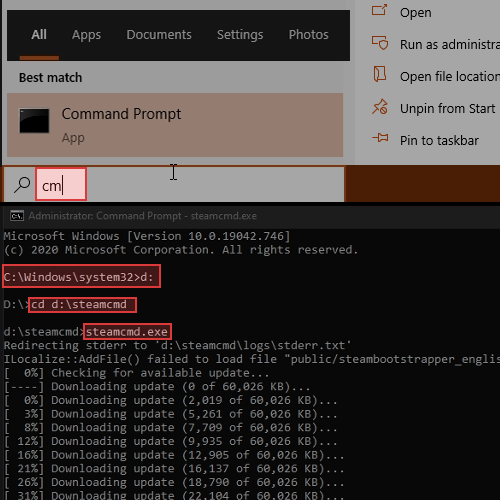 All Apps Documents Settings Photos
Best match
Command Prompt
App
Open
Run as administra
Open file location
Unpin from Start
Pin to taskbar
cm
Administrator: Command Prompt - steamcmd.exe
Microsoft Windows [Version 10.0.19042.746]
(c) 2020 Microsoft Corporation. All rights reserved.
C:\Windows\system32>d:
D:\>cd d:\steamcmd
d:\steamcmd>steamcmd.exe
Redirecting stderr to 'd:\steamcmd\logs\stderr.txt'
ILocalize::AddFile() failed to load file "public/steambootstrapper_englis
[  0%] Checking for available update...
[----] Downloading update (0 of 60,026 KB)...
[  0%] Downloading update (2,019 of 60,026 KB)...
[  3%] Downloading update (5,261 of 60,026 KB)...
[  8%] Downloading update (7,709 of 60,026 KB)...
[ 12%] Downloading update (9,935 of 60,026 KB)...
[ 16%] Downloading update (12,905 of 60,026 KB)...
[ 21%] Downloading update (16,137 of 60,026 KB)...
[ 26%] Downloading update (18,790 of 60,026 KB)...
[ 31%] Downloading update (22,104 of 60,026 KB)...